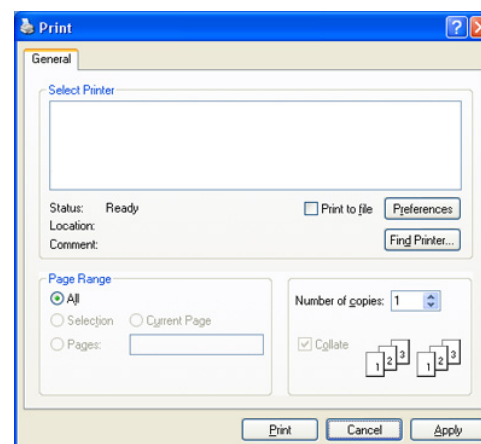 Print
General
Select Printer
Status: Ready
Location:
Comment:
Print to file
Preferences
Find Printer...
Page Range
All
Selection Current Page
Pages:
Number of copies: 1
Collate
1 2 3 1 2 3
Print Cancel Apply